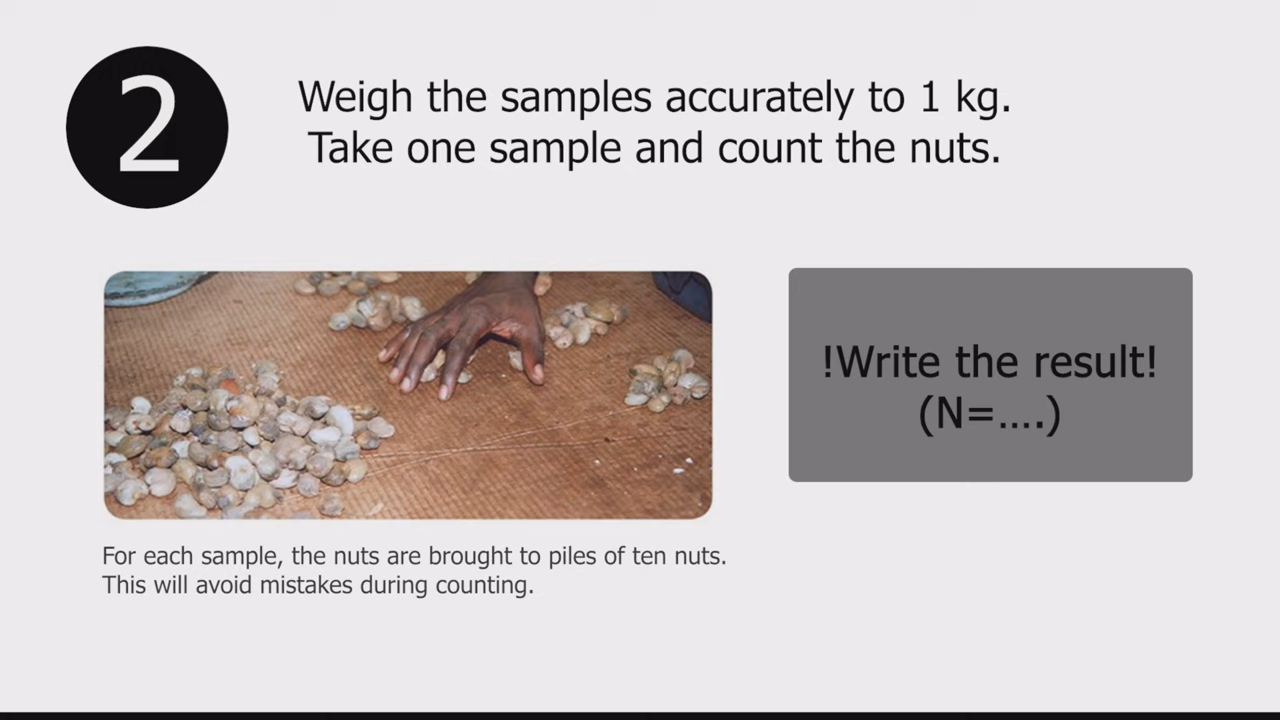 2
Weigh the samples accurately to 1 kg.
Take one sample and count the nuts.
!Write the result!
(N=....)
For each sample, the nuts are brought to piles of ten nuts.
This will avoid mistakes during counting.